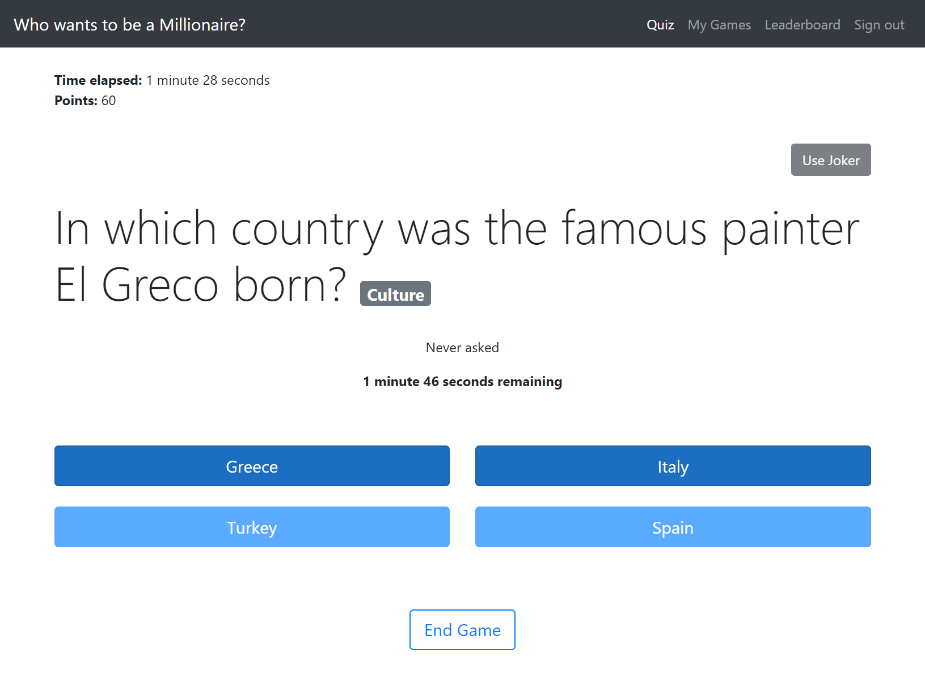 Who wants to be a Millionaire? Quiz My Games Leaderboard Sign out
Time elapsed: 1 minute 28 seconds
Points: 60
Use Joker
In which country was the famous painter
El Greco born? Culture
Never asked
1 minute 46 seconds remaining
Greece Italy
Turkey Spain
End Game